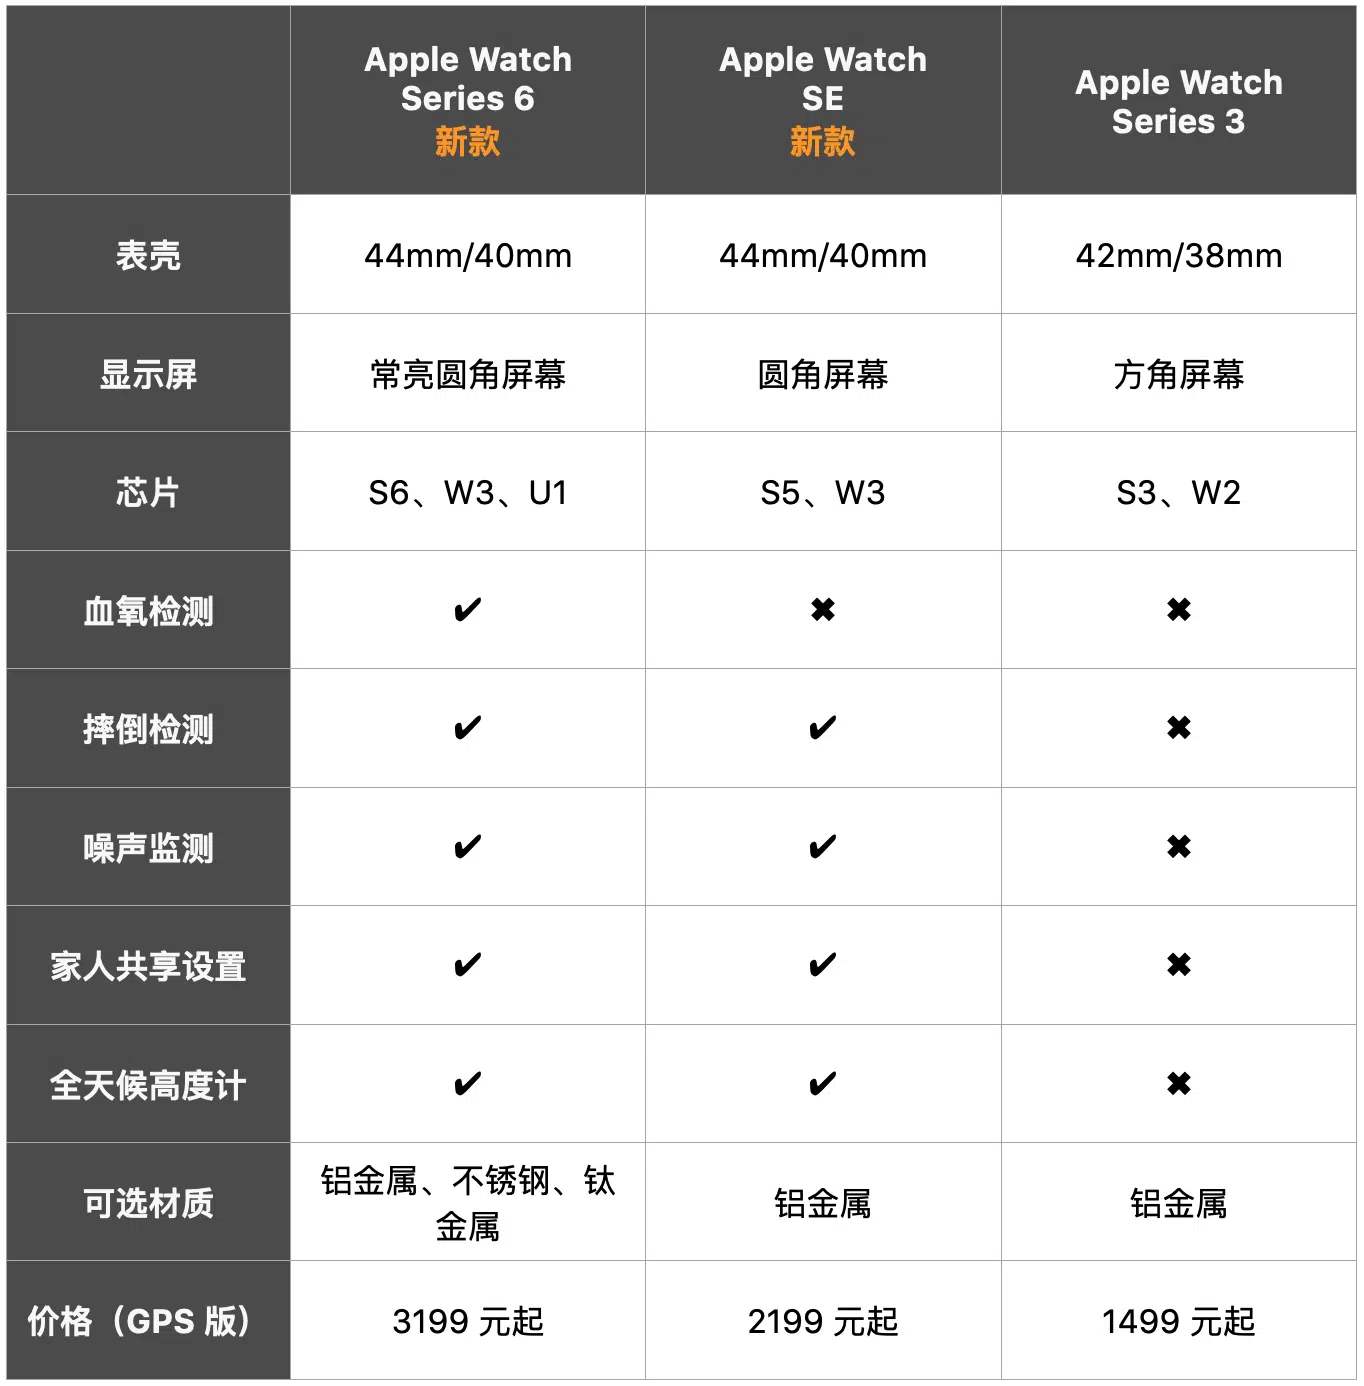 Apple Watch
Series 6
新款
Apple Watch
SE
新款
Apple Watch
Series 3
表壳
44mm/40mm
44mm/40mm
42mm/38mm
显示屏
常亮圆角屏幕
圆角屏幕
方角屏幕
芯片
S6、W3、U1
S5、W3
S3、W2
血氧检测
✔
✖
✖
摔倒检测
✔
✔
✖
噪声监测
✔
✔
✖
家人共享设置
✔
✔
✖
全天候高度计
✔
✔
✖
可选材质
铝金属、不锈钢、钛
金属
铝金属
铝金属
价格（GPS 版）
3199 元起
2199 元起
1499 元起